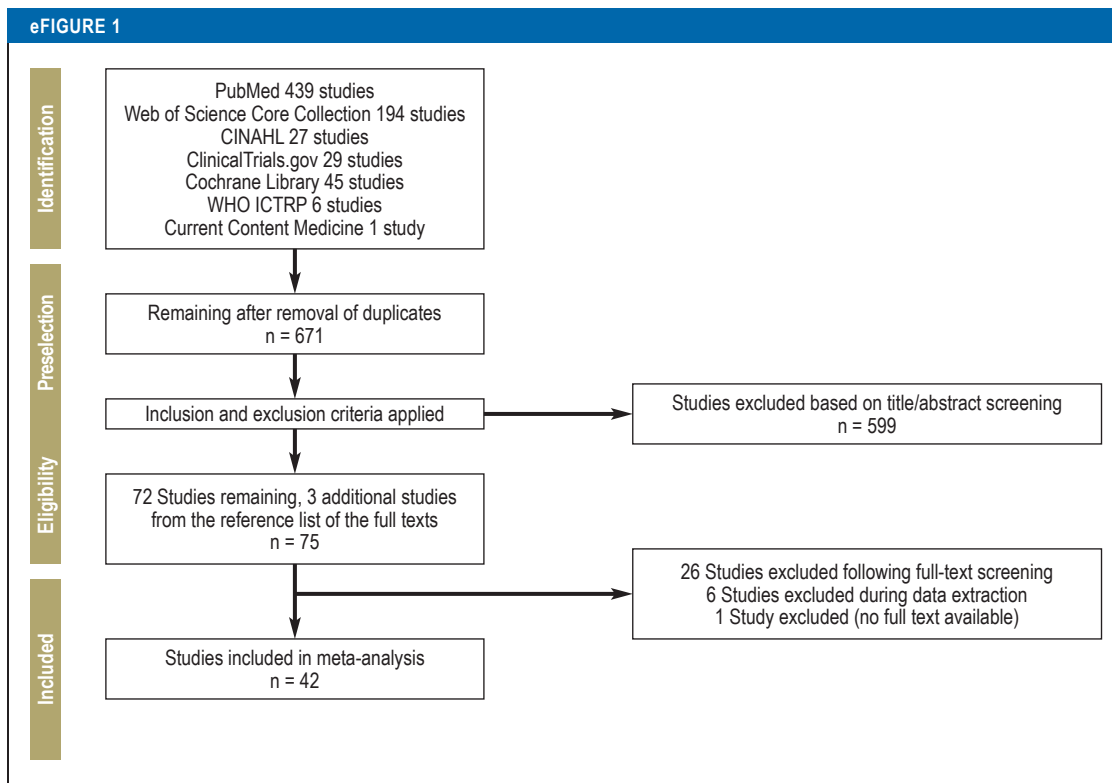 eFIGURE 1
Identification
PubMed 439 studies
Web of Science Core Collection 194 studies
CINAHL 27 studies
ClinicalTrials.gov 29 studies
Cochrane Library 45 studies
WHO ICTRP 6 studies
Current Content Medicine 1 study
Preselection
Remaining after removal of duplicates
n = 671
Inclusion and exclusion criteria applied
Studies excluded based on title/abstract screening
n = 599
Eligibility
72 Studies remaining, 3 additional studies
from the reference list of the full texts
n = 75
26 Studies excluded following full-text screening
6 Studies excluded during data extraction
1 Study excluded (no full text available)
Included
Studies included in meta-analysis
n = 42